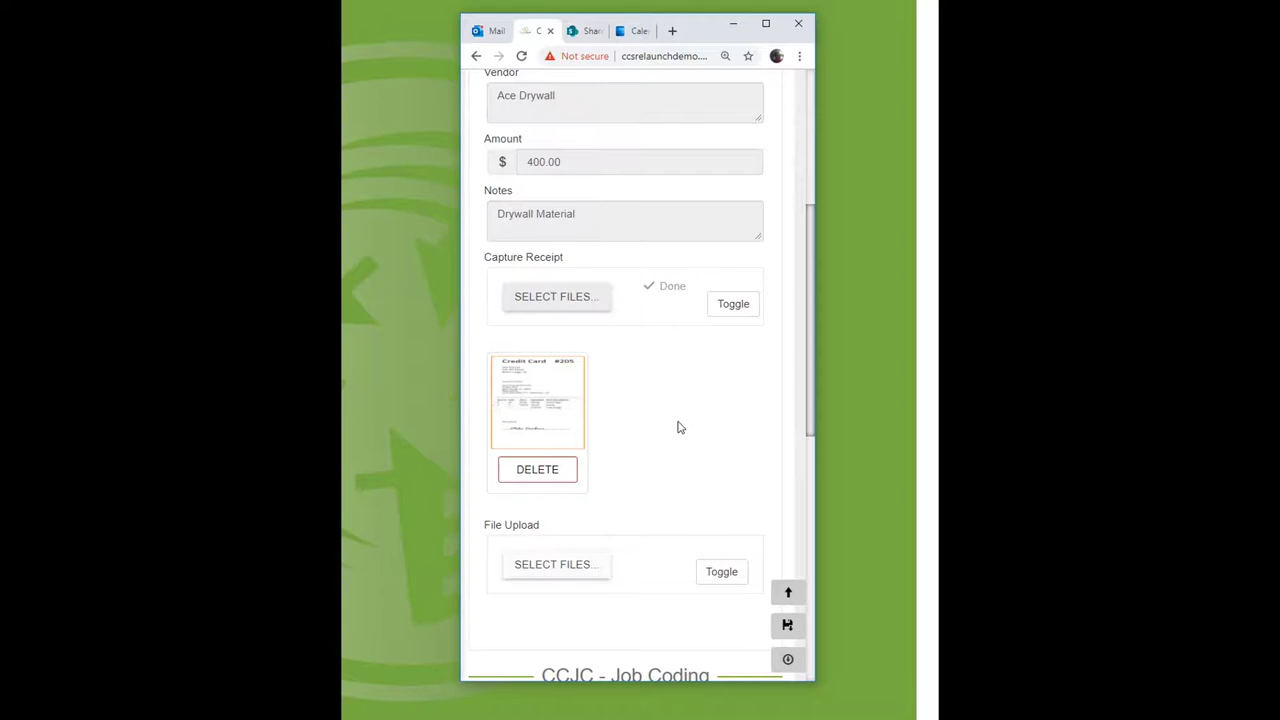 Mail
C
Shar
Caler
Not secure
ccsrelaunchdemo....
Vendor
Ace Drywall
Amount
$
400.00
Notes
Drywall Material
Capture Receipt
SELECT FILES...
Done
Toggle
Credit Card #205
DELETE
File Upload
SELECT FILES...
Toggle
CCJC - Job Coding